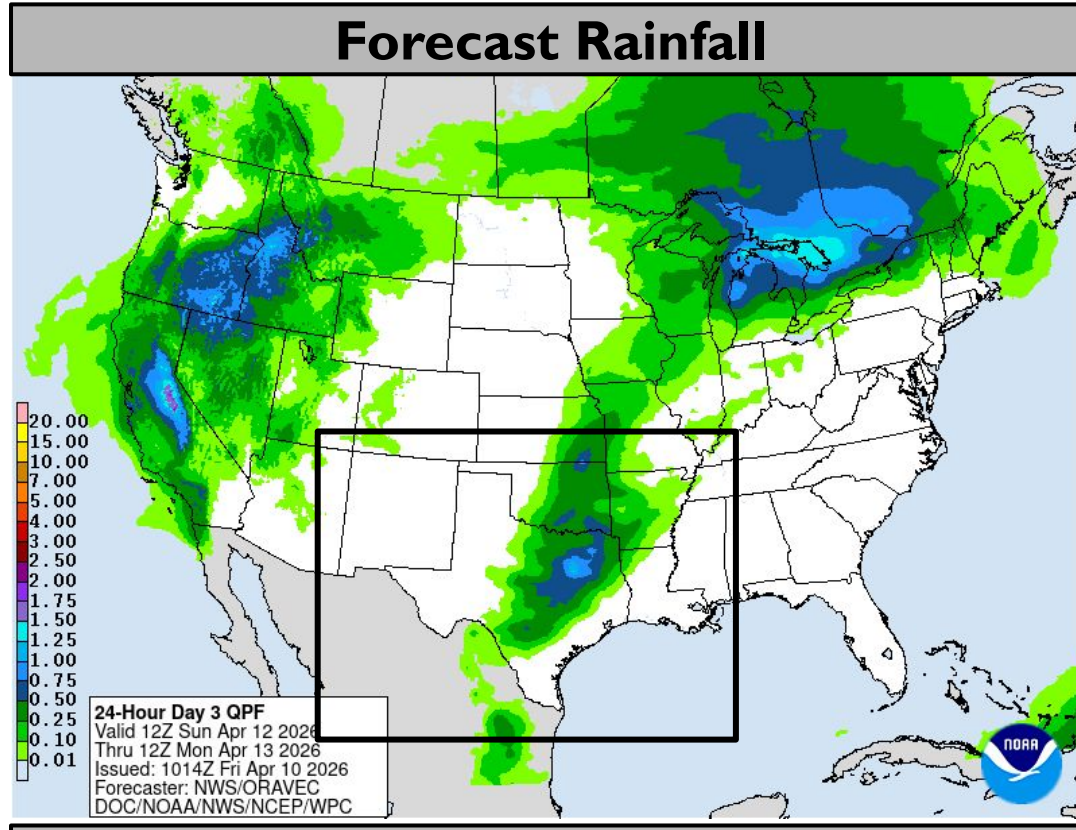 Forecast Rainfall
20.00
15.00
10.00
7.00
5.00
4.00
3.00
2.50
2.00
1.75
1.50
1.25
1.00
0.75
0.50
0.25
0.10
0.01
24-Hour Day 3 QPF
Valid 12Z Sun Apr 12 2026
Thru 12Z Mon Apr 13 2026
Issued: 1014Z Fri Apr 10 2026
Forecaster: NWS/ORAVEC
DOC/NOAA/NWS/NCEP/WPC
NOAA